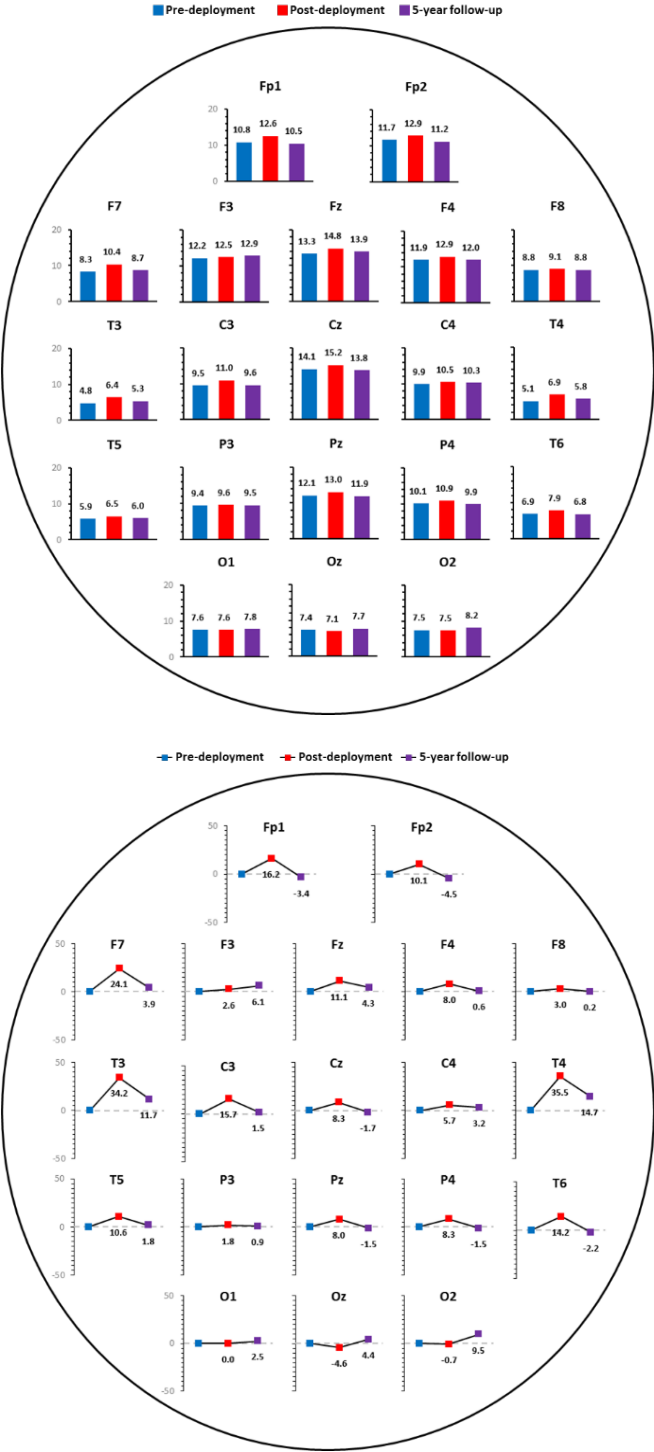 Pre-deployment Post-deployment 5-year follow-up
Fp1 Fp2
20
10
0
10.8 12.6 10.5 11.7 12.9 11.2
F7 F3 Fz F4 F8
20
10
0
8.3 10.4 8.7 12.2 12.5 12.9 13.3 14.8 13.9 11.9 12.9 12.0 8.8 9.1 8.8
T3 C3 Cz C4 T4
20
10
0
4.8 6.4 5.3 9.5 11.0 9.6 14.1 15.2 13.8 9.9 10.5 10.3 5.1 6.9 5.8
T5 P3 Pz P4 T6
20
10
0
5.9 6.5 6.0 9.4 9.6 9.5 12.1 13.0 11.9 10.1 10.9 9.9 6.9 7.9 6.8
O1 Oz O2
20
10
0
7.6 7.6 7.8 7.4 7.1 7.7 7.5 7.5 8.2
Pre-deployment Post-deployment 5-year follow-up
Fp1 Fp2
50
0
-50
16.2 -3.4 10.1 -4.5
F7 F3 Fz F4 F8
50
0
-50
24.1 3.9 2.6 6.1 11.1 4.3 8.0 0.6 3.0 0.2
T3 C3 Cz C4 T4
50
0
-50
34.2 11.7 15.7 1.5 8.3 -1.7 5.7 3.2 35.5 14.7
T5 P3 Pz P4 T6
50
0
-50
10.6 1.8 1.8 0.9 8.0 -1.5 8.3 -1.5 14.2 -2.2
O1 Oz O2
50
0
-50
0.0 2.5 -4.6 4.4 -0.7 9.5